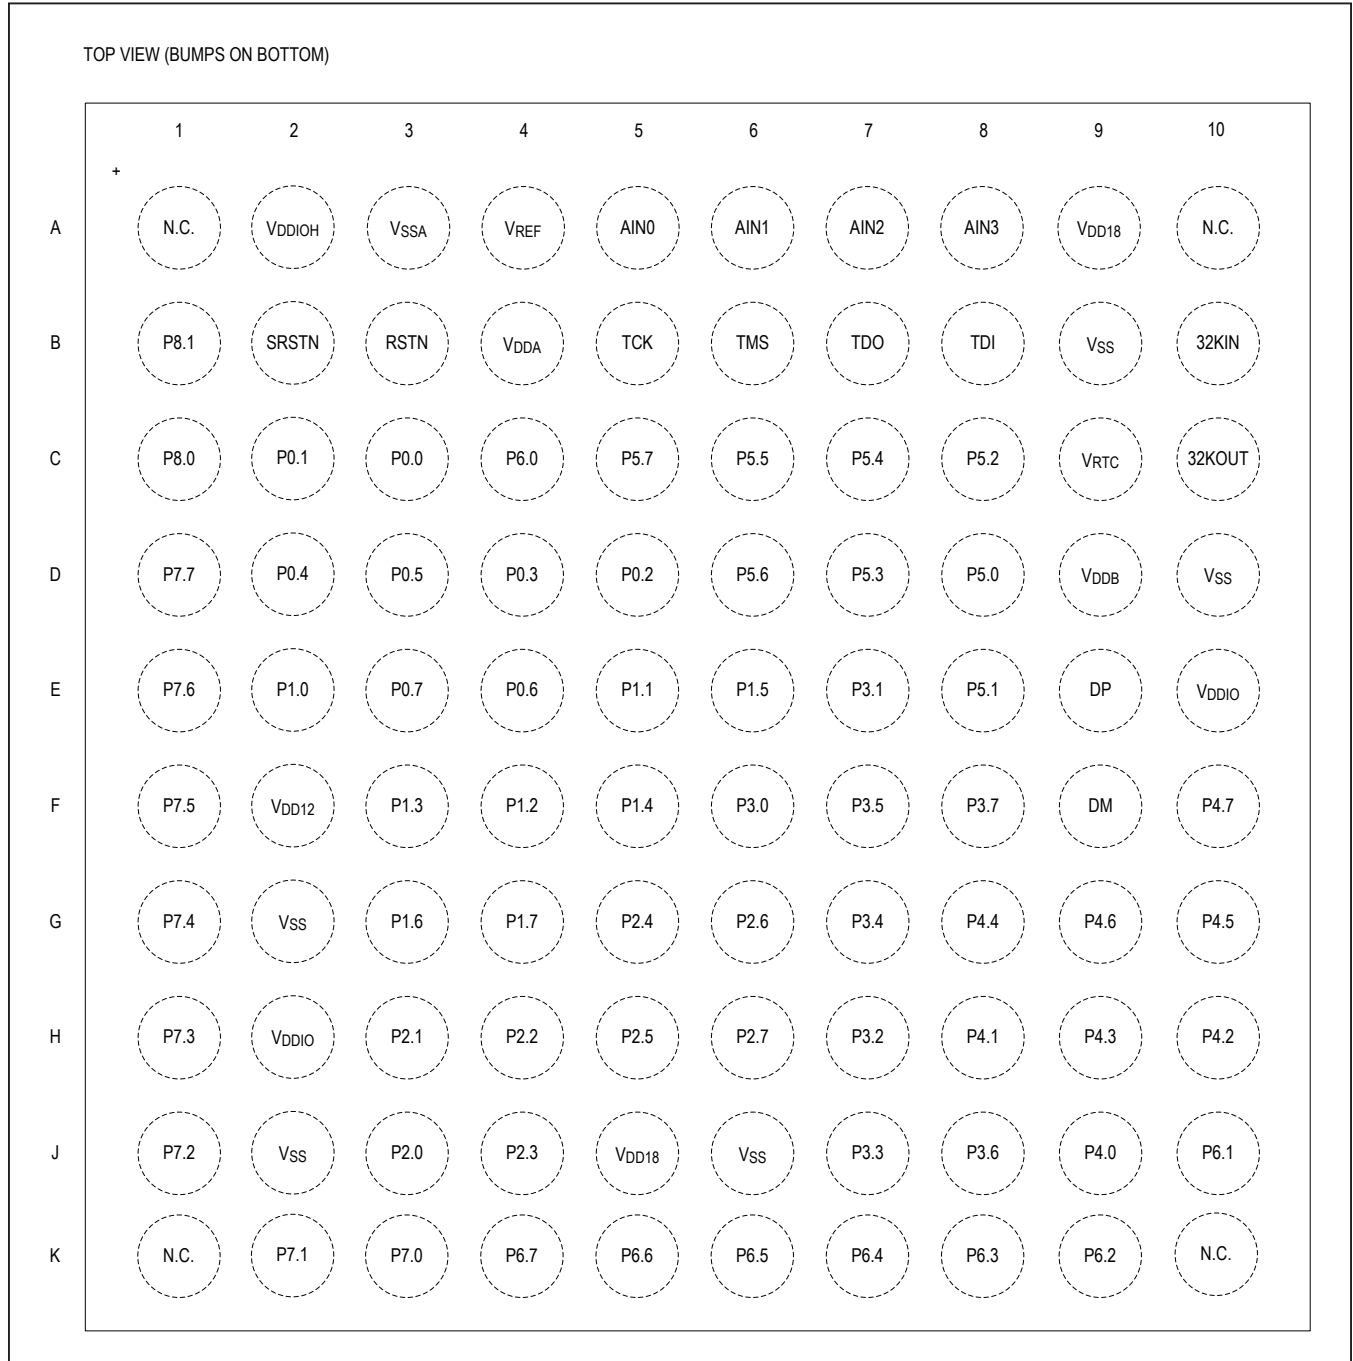 TOP VIEW (BUMPS ON BOTTOM)
1 2 3 4 5 6 7 8 9 10
+
A N.C. VDDIOH VSSA VREF AIN0 AIN1 AIN2 AIN3 VDD18 N.C.
B P8.1 SRSTN RSTN VDDA TCK TMS TDO TDI VSS 32KIN
C P8.0 P0.1 P0.0 P6.0 P5.7 P5.5 P5.4 P5.2 VRTC 32KOUT
D P7.7 P0.4 P0.5 P0.3 P0.2 P5.6 P5.3 P5.0 VDDB VSS
E P7.6 P1.0 P0.7 P0.6 P1.1 P1.5 P3.1 P5.1 DP VDDIO
F P7.5 VDD12 P1.3 P1.2 P1.4 P3.0 P3.5 P3.7 DM P4.7
G P7.4 VSS P1.6 P1.7 P2.4 P2.6 P3.4 P4.4 P4.6 P4.5
H P7.3 VDDIO P2.1 P2.2 P2.5 P2.7 P3.2 P4.1 P4.3 P4.2
J P7.2 VSS P2.0 P2.3 VDD18 VSS P3.3 P3.6 P4.0 P6.1
K N.C. P7.1 P7.0 P6.7 P6.6 P6.5 P6.4 P6.3 P6.2 N.C.